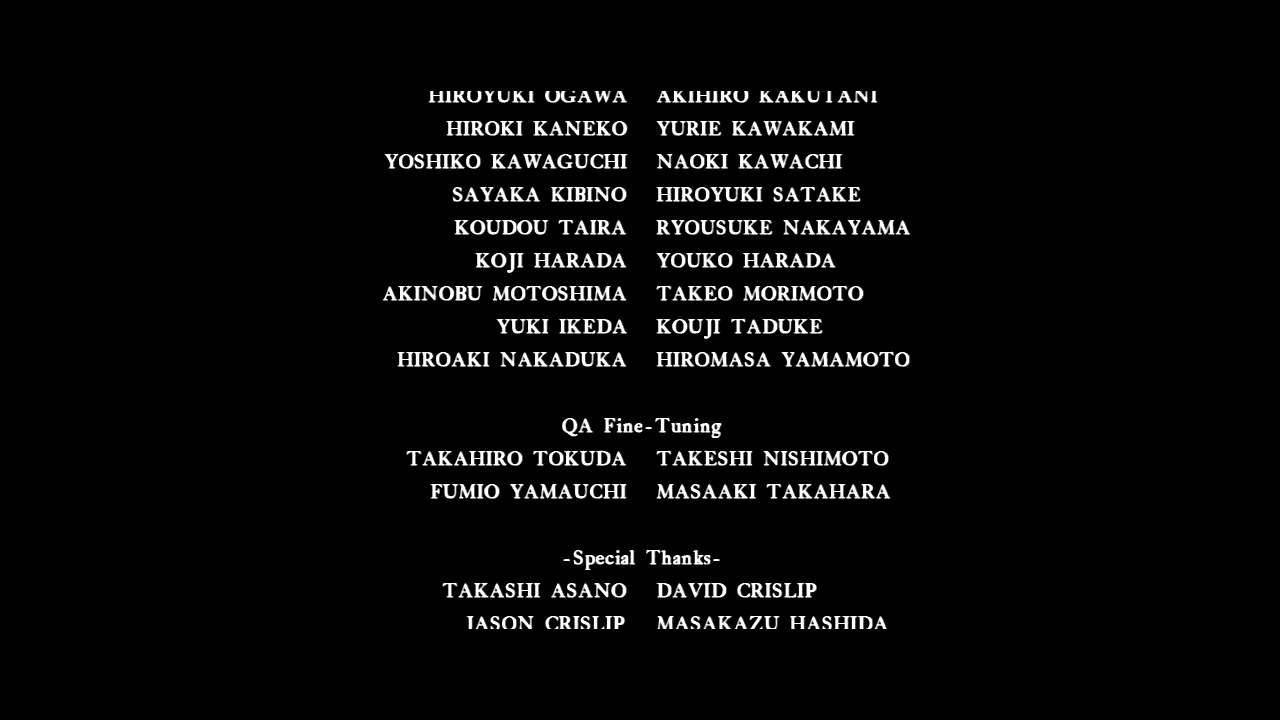 HIROYUKI OGAWA AKIHIRO KAKUTANI
HIROKI KANEKO YURIE KAWAKAMI
YOSHIKO KAWAGUCHI NAOKI KAWACHI
SAYAKA KIBINO HIROYUKI SATAKE
KOUDOU TAIRA RYOUSUKE NAKAYAMA
KOJI HARADA YOUKO HARADA
AKINOBU MOTOSHIMA TAKEO MORIMOTO
YUKI IKEDA KOUJI TADUKE
HIROAKI NAKADUKA HIROMASA YAMAMOTO
QA Fine-Tuning
TAKAHIRO TOKUDA TAKESHI NISHIMOTO
FUMIO YAMAUCHI MASAAKI TAKAHARA
-Special Thanks-
TAKASHI ASANO DAVID CRISLIP
JASON CRISLIP MASAKAZU HASHIDA